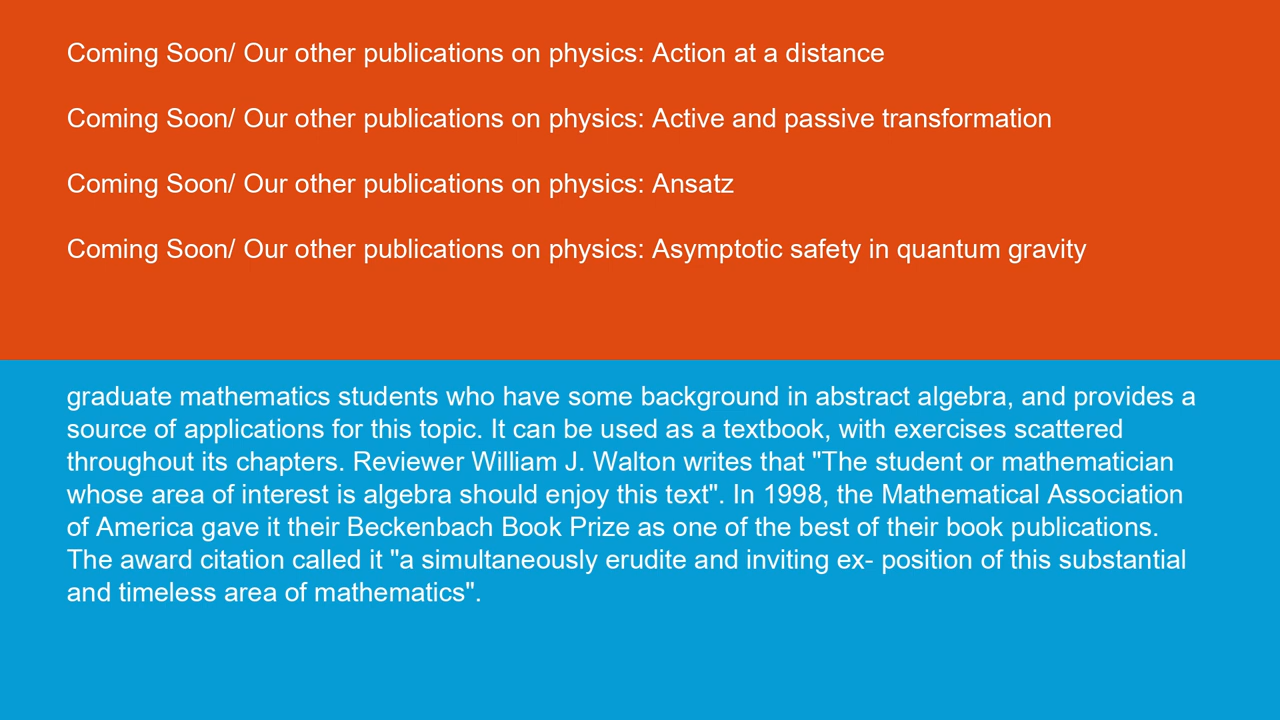 Coming Soon/ Our other publications on physics: Action at a distance
Coming Soon/ Our other publications on physics: Active and passive transformation
Coming Soon/ Our other publications on physics: Ansatz
Coming Soon/ Our other publications on physics: Asymptotic safety in quantum gravity
graduate mathematics students who have some background in abstract algebra, and provides a
source of applications for this topic. It can be used as a textbook, with exercises scattered
throughout its chapters. Reviewer William J. Walton writes that "The student or mathematician
whose area of interest is algebra should enjoy this text". In 1998, the Mathematical Association
of America gave it their Beckenbach Book Prize as one of the best of their book publications.
The award citation called it "a simultaneously erudite and inviting ex- position of this substantial
and timeless area of mathematics".